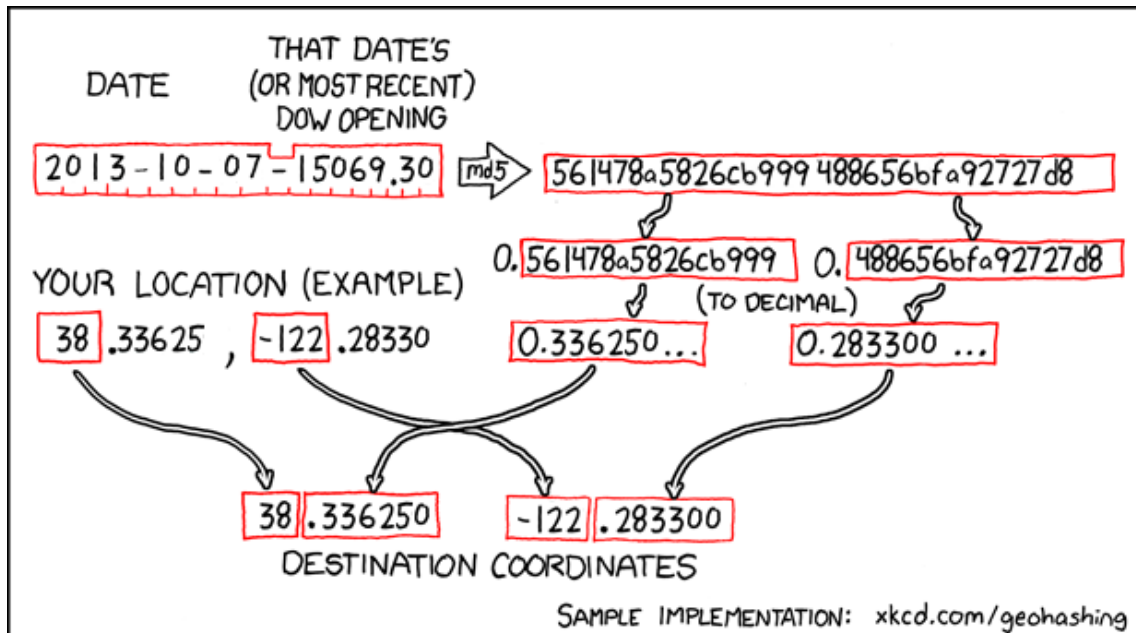 DATE
THAT DATE'S
(OR MOST RECENT)
DOW OPENING
2013-10-07-15069.30
md5
561478a5826cb999488656bfa92727d8
0.561478a5826cb999
0.488656bfa92727d8
YOUR LOCATION (EXAMPLE)
(TO DECIMAL)
38.33625, -122.28330
0.336250...
0.283300...
38.336250
-122.283300
DESTINATION COORDINATES
SAMPLE IMPLEMENTATION: xkcd.com/geohashing